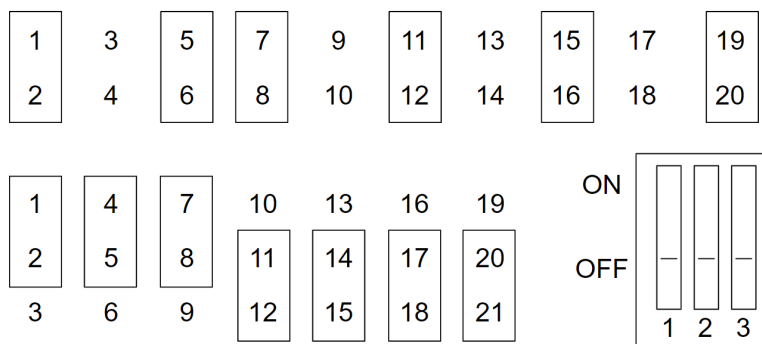 1 3 5 7 9 11 13 15 17 19
2 4 6 8 10 12 14 16 18 20
1 4 7 10 13 16 19
2 5 8 11 14 17 20
3 6 9 12 15 18 21
ON
OFF
1 2 3